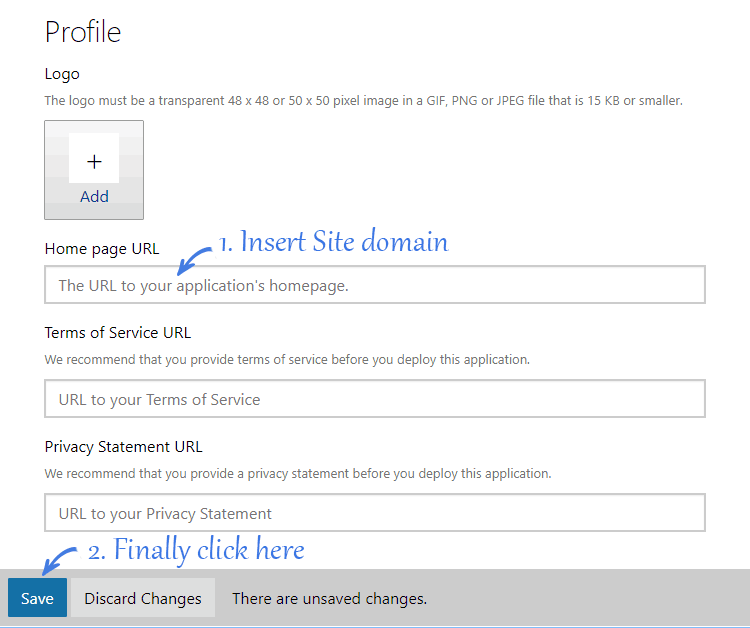 Profile
Logo
The logo must be a transparent 48 x 48 or 50 x 50 pixel image in a GIF, PNG or JPEG file that is 15 KB or smaller.
+
Add
1. Insert Site domain
Home page URL
The URL to your application's homepage.
Terms of Service URL
We recommend that you provide terms of service before you deploy this application.
URL to your Terms of Service
Privacy Statement URL
We recommend that you provide a privacy statement before you deploy this application.
URL to your Privacy Statement
2. Finally click here
Save Discard Changes There are unsaved changes.